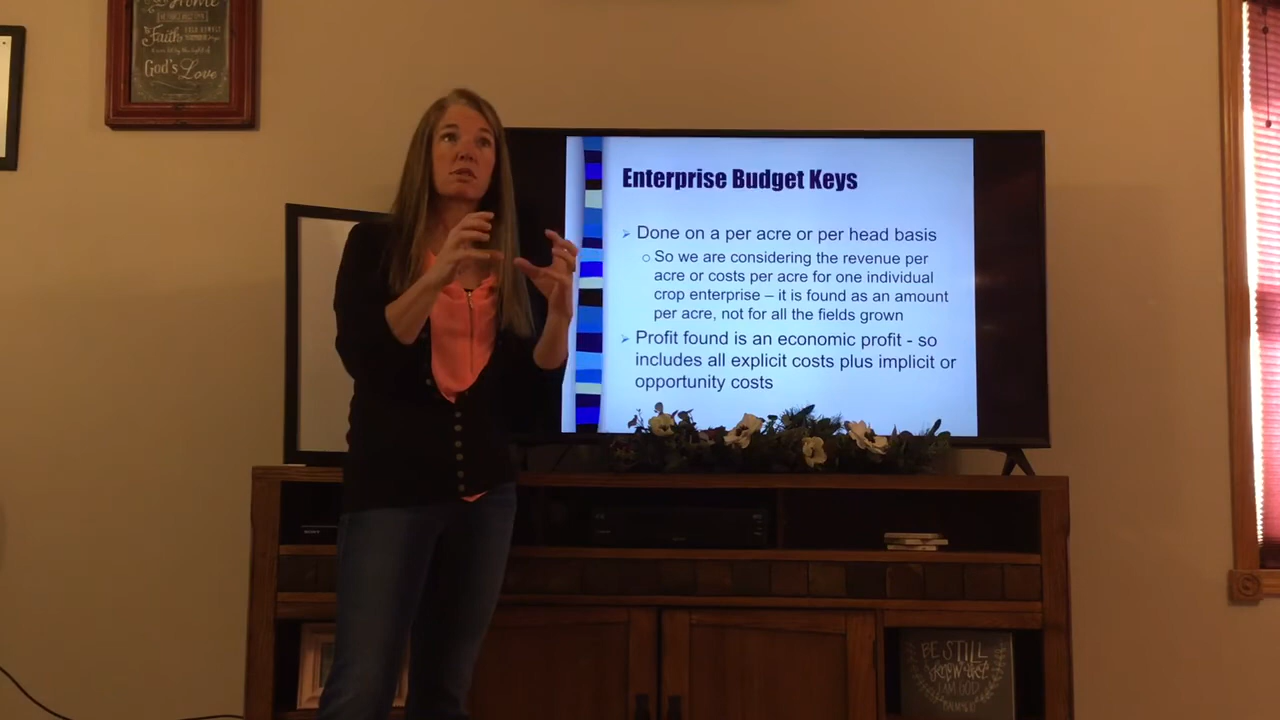 Home
Faith
God's Love
Enterprise Budget Keys
Done on a per acre or per head basis
So we are considering the revenue per
acre or costs per acre for one individual
crop enterprise – it is found as an amount
per acre, not for all the fields grown
Profit found is an economic profit - so
includes all explicit costs plus implicit or
opportunity costs
BE STILL
I AM GOD